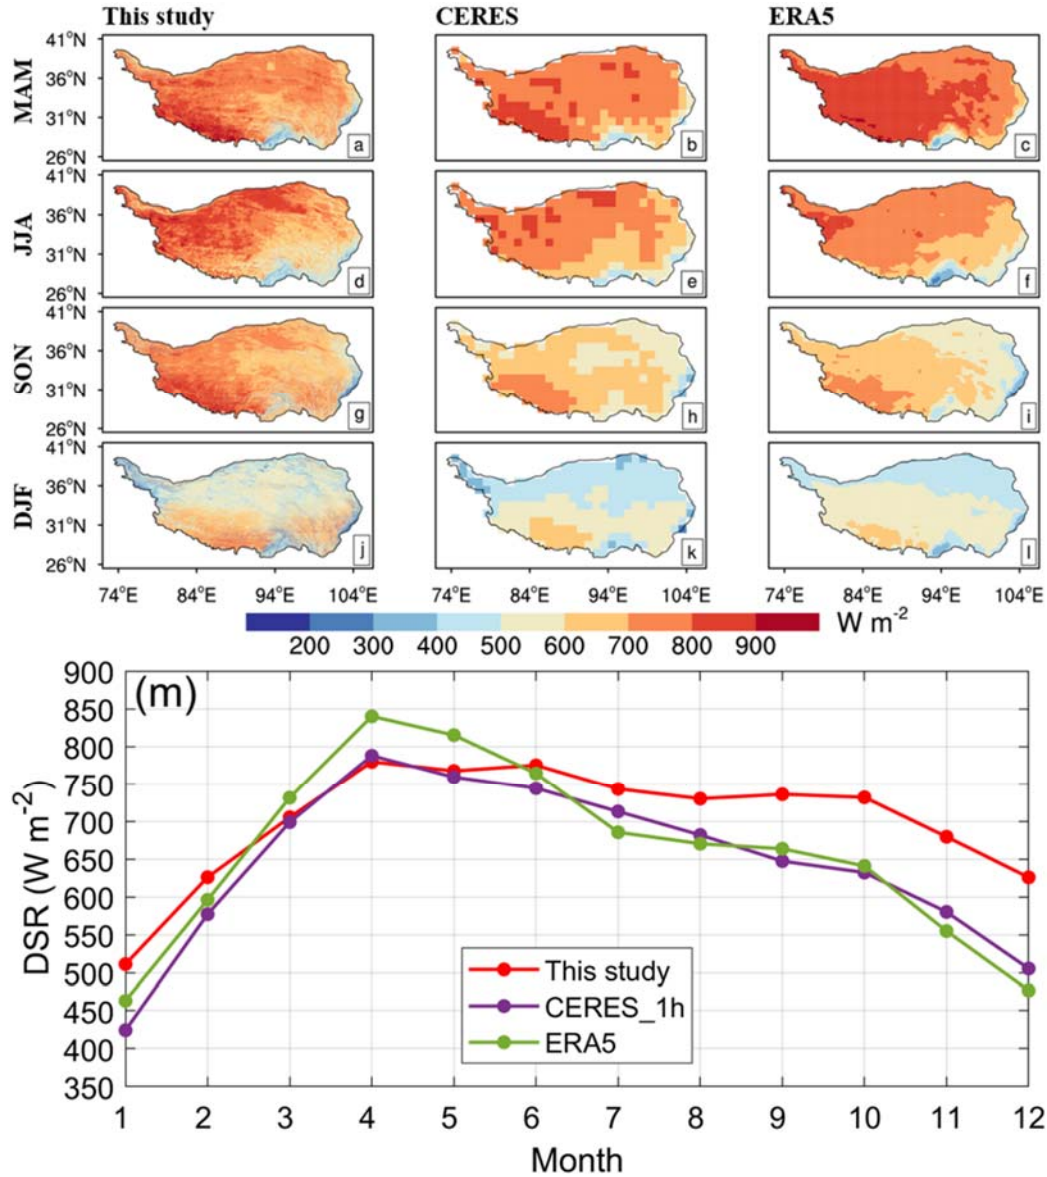 This study CERES ERA5
41°N
MAM
36°N
31°N
26°N
a b c
41°N
JJA
36°N
31°N
26°N
d e f
41°N
SON
36°N
31°N
26°N
g h i
41°N
DJF
36°N
31°N
26°N
j k l
74°E 84°E 94°E 104°E 74°E 84°E 94°E 104°E 74°E 84°E 94°E 104°E
200 300 400 500 600 700 800 900 W m-2
(m)
900
850
800
750
700
650
600
550
500
450
400
350
DSR (W m-2)
This study
CERES_1h
ERA5
1 2 3 4 5 6 7 8 9 10 11 12
Month